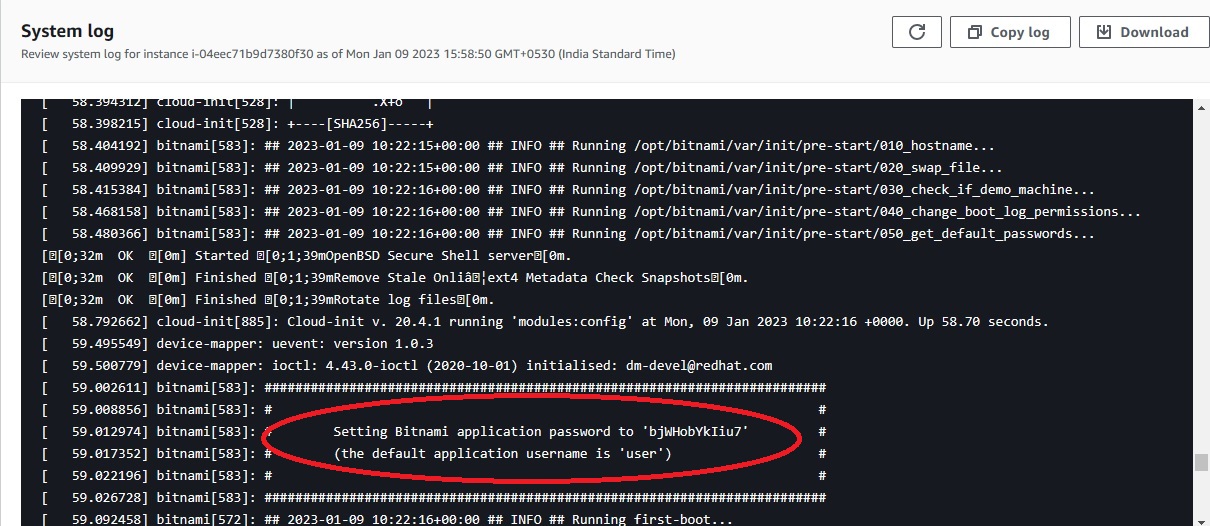 System log
Review system log for instance i-04eec71b9d7380f30 as of Mon Jan 09 2023 15:58:50 GMT+0530 (India Standard Time)
Copy log
Download
[   58.394312] cloud-init[528]: |          .X+o   |
[   58.398215] cloud-init[528]: +----[SHA256]-----+
[   58.404192] bitnami[583]: ## 2023-01-09 10:22:15+00:00 ## INFO ## Running /opt/bitnami/var/init/pre-start/010_hostname...
[   58.409929] bitnami[583]: ## 2023-01-09 10:22:15+00:00 ## INFO ## Running /opt/bitnami/var/init/pre-start/020_swap_file...
[   58.415384] bitnami[583]: ## 2023-01-09 10:22:16+00:00 ## INFO ## Running /opt/bitnami/var/init/pre-start/030_check_if_demo_machine...
[   58.468158] bitnami[583]: ## 2023-01-09 10:22:16+00:00 ## INFO ## Running /opt/bitnami/var/init/pre-start/040_change_boot_log_permissions...
[   58.480366] bitnami[583]: ## 2023-01-09 10:22:16+00:00 ## INFO ## Running /opt/bitnami/var/init/pre-start/050_get_default_passwords...
[[0;32m  OK  [0m] Started [0;1;39mOpenBSD Secure Shell server[0m.
[[0;32m  OK  [0m] Finished [0;1;39mRemove Stale Onliâ¦ext4 Metadata Check Snapshots[0m.
[[0;32m  OK  [0m] Finished [0;1;39mRotate log files[0m.
[   58.792662] cloud-init[885]: Cloud-init v. 20.4.1 running 'modules:config' at Mon, 09 Jan 2023 10:22:16 +0000. Up 58.70 seconds.
[   59.495549] device-mapper: uevent: version 1.0.3
[   59.500779] device-mapper: ioctl: 4.43.0-ioctl (2020-10-01) initialised: dm-devel@redhat.com
[   59.002611] bitnami[583]: #########################################################################
[   59.008856] bitnami[583]: #                                                                       #
[   59.012974] bitnami[583]: #        Setting Bitnami application password to 'bjWHobYkIiu7'         #
[   59.017352] bitnami[583]: #        (the default application username is 'user')                   #
[   59.022196] bitnami[583]: #                                                                       #
[   59.026728] bitnami[583]: #########################################################################
[   59.092458] bitnami[572]: ## 2023-01-09 10:22:16+00:00 ## INFO ## Running first-boot...